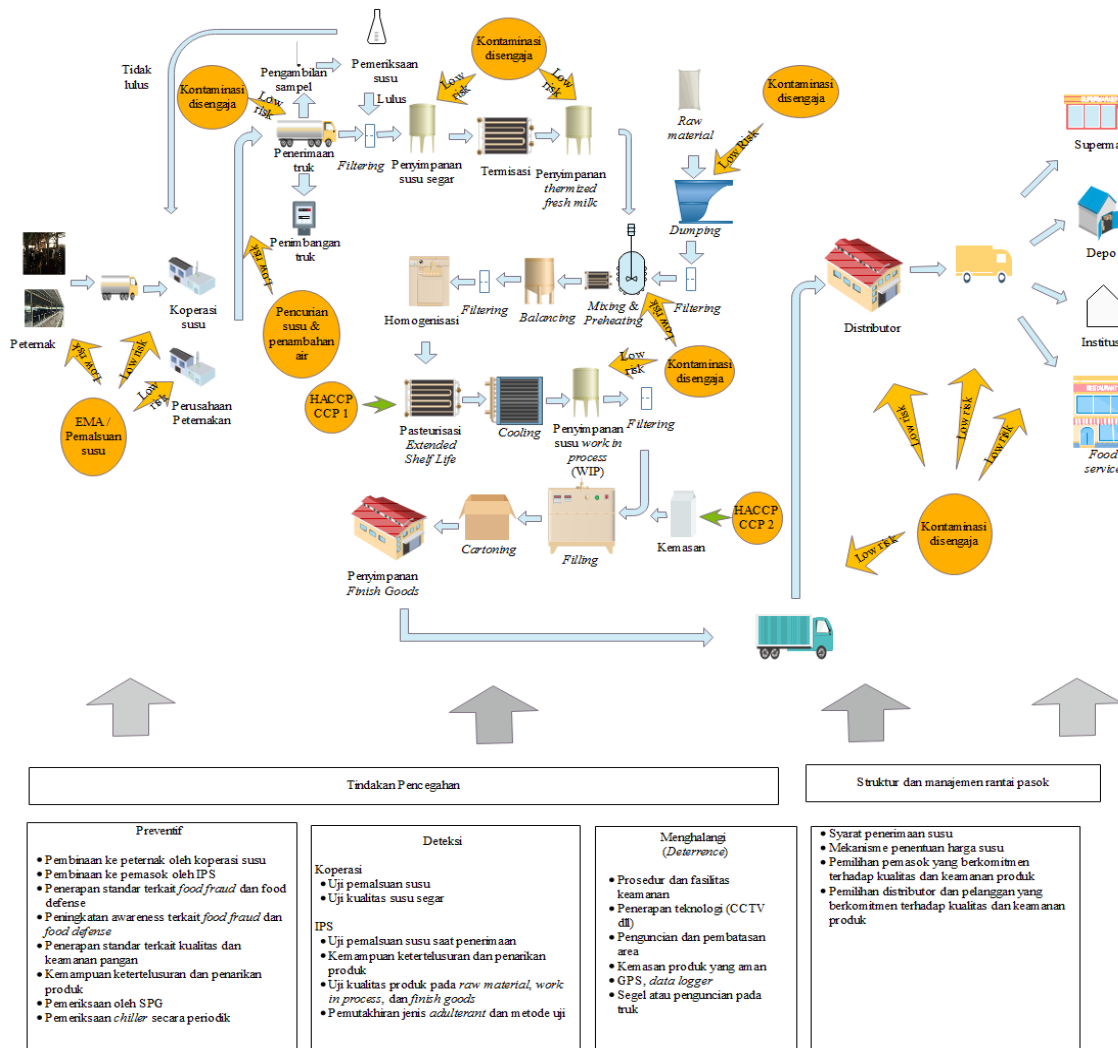 Tidak
lulus
Pengambilan
sampel
Pemeriksaan
susu
Lulus
Kontaminasi
disengaja
Low
risk
Kontaminasi
disengaja
Low
risk
Low
risk
Penerimaan
truk
Filtering
Penyimpanan
susu segar
Termisasi
Penyimpanan
thermized
fresh milk
Raw
material
Kontaminasi
disengaja
Low Risk
Dumping
Penimbangan
truk
Low risk
Pencurian
susu &
penambahan
air
Peternak
Koperasi
susu
Perusahaan
Peternakan
Low risk
Low risk
Low
risk
EMA /
Pemalsuan
susu
Homogenisasi
Filtering
Balancing
Mixing &
Preheating
Filtering
Low
risk
Low
risk
Kontaminasi
disengaja
HACCP
CCP 1
Pasteurisasi
Extended
Shelf Life
Cooling
Penyimpanan
susu work in
process
(WIP)
Filtering
Penyimpanan
Finish Goods
Cartoning
Filling
Kemasan
HACCP
CCP 2
Distributor
Superma
Depo
Institus
RESTAURANT
Food
service
Low risk
Low risk
Low risk
Low risk
Kontaminasi
disengaja
Tindakan Pencegahan
Struktur dan manajemen rantai pasok
Preventif
• Pembinaan ke peternak oleh koperasi susu
• Pembinaan ke pemasok oleh IPS
• Penerapan standar terkait food fraud dan food
defense
• Peningkatan awareness terkait food fraud dan
food defense
• Penerapan standar terkait kualitas dan
keamanan pangan
• Kemampuan ketertelusuran dan penarikan
produk
• Pemeriksaan oleh SPG
• Pemeriksaan chiller secara periodik
Deteksi
Koperasi
• Uji pemalsuan susu
• Uji kualitas susu segar
IPS
• Uji pemalsuan susu saat penerimaan
• Kemampuan ketertelusuran dan penarikan
produk
• Uji kualitas produk pada raw material, work
in process, dan finish goods
• Pemutakhiran jenis adulterant dan metode uji
Menghalangi
(Deterrence)
• Prosedur dan fasilitas
keamanan
• Penerapan teknologi (CCTV
dll)
• Penguncian dan pembatasan
area
• Kemasan produk yang aman
• GPS, data logger
• Segel atau penguncian pada
truk
• Syarat penerimaan susu
• Mekanisme penentuan harga susu
• Pemilihan pemasok yang berkomitmen
terhadap kualitas dan keamanan produk
• Pemilihan distributor dan pelanggan yang
berkomitmen terhadap kualitas dan keamanan
produk